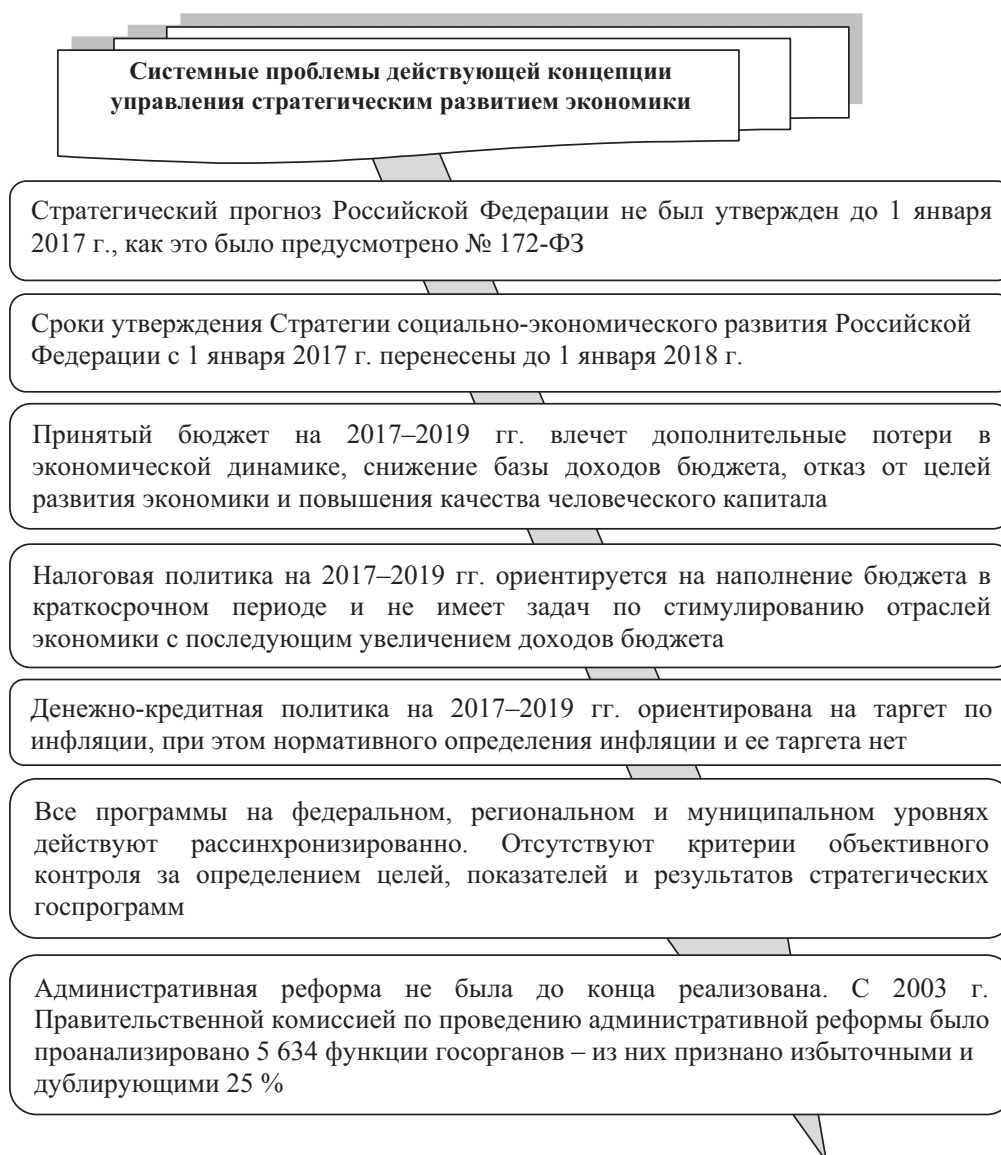 Системные проблемы действующей концепции
управления стратегическим развитием экономики
Стратегический прогноз Российской Федерации не был утвержден до 1 января
2017 г., как это было предусмотрено № 172-ФЗ
Сроки утверждения Стратегии социально-экономического развития Российской
Федерации с 1 января 2017 г. перенесены до 1 января 2018 г.
Принятый бюджет на 2017–2019 гг. влечет дополнительные потери в
экономической динамике, снижение базы доходов бюджета, отказ от целей
развития экономики и повышения качества человеческого капитала
Налоговая политика на 2017–2019 гг. ориентируется на наполнение бюджета в
краткосрочном периоде и не имеет задач по стимулированию отраслей
экономики с последующим увеличением доходов бюджета
Денежно-кредитная политика на 2017–2019 гг. ориентирована на таргет по
инфляции, при этом нормативного определения инфляции и ее таргета нет
Все программы на федеральном, региональном и муниципальном уровнях
действуют рассинхронизированно. Отсутствуют критерии объективного
контроля за определением целей, показателей и результатов стратегических
госпрограмм
Административная реформа не была до конца реализована. С 2003 г.
Правительственной комиссией по проведению административной реформы было
проанализировано 5 634 функции госорганов – из них признано избыточными и
дублирующими 25 %